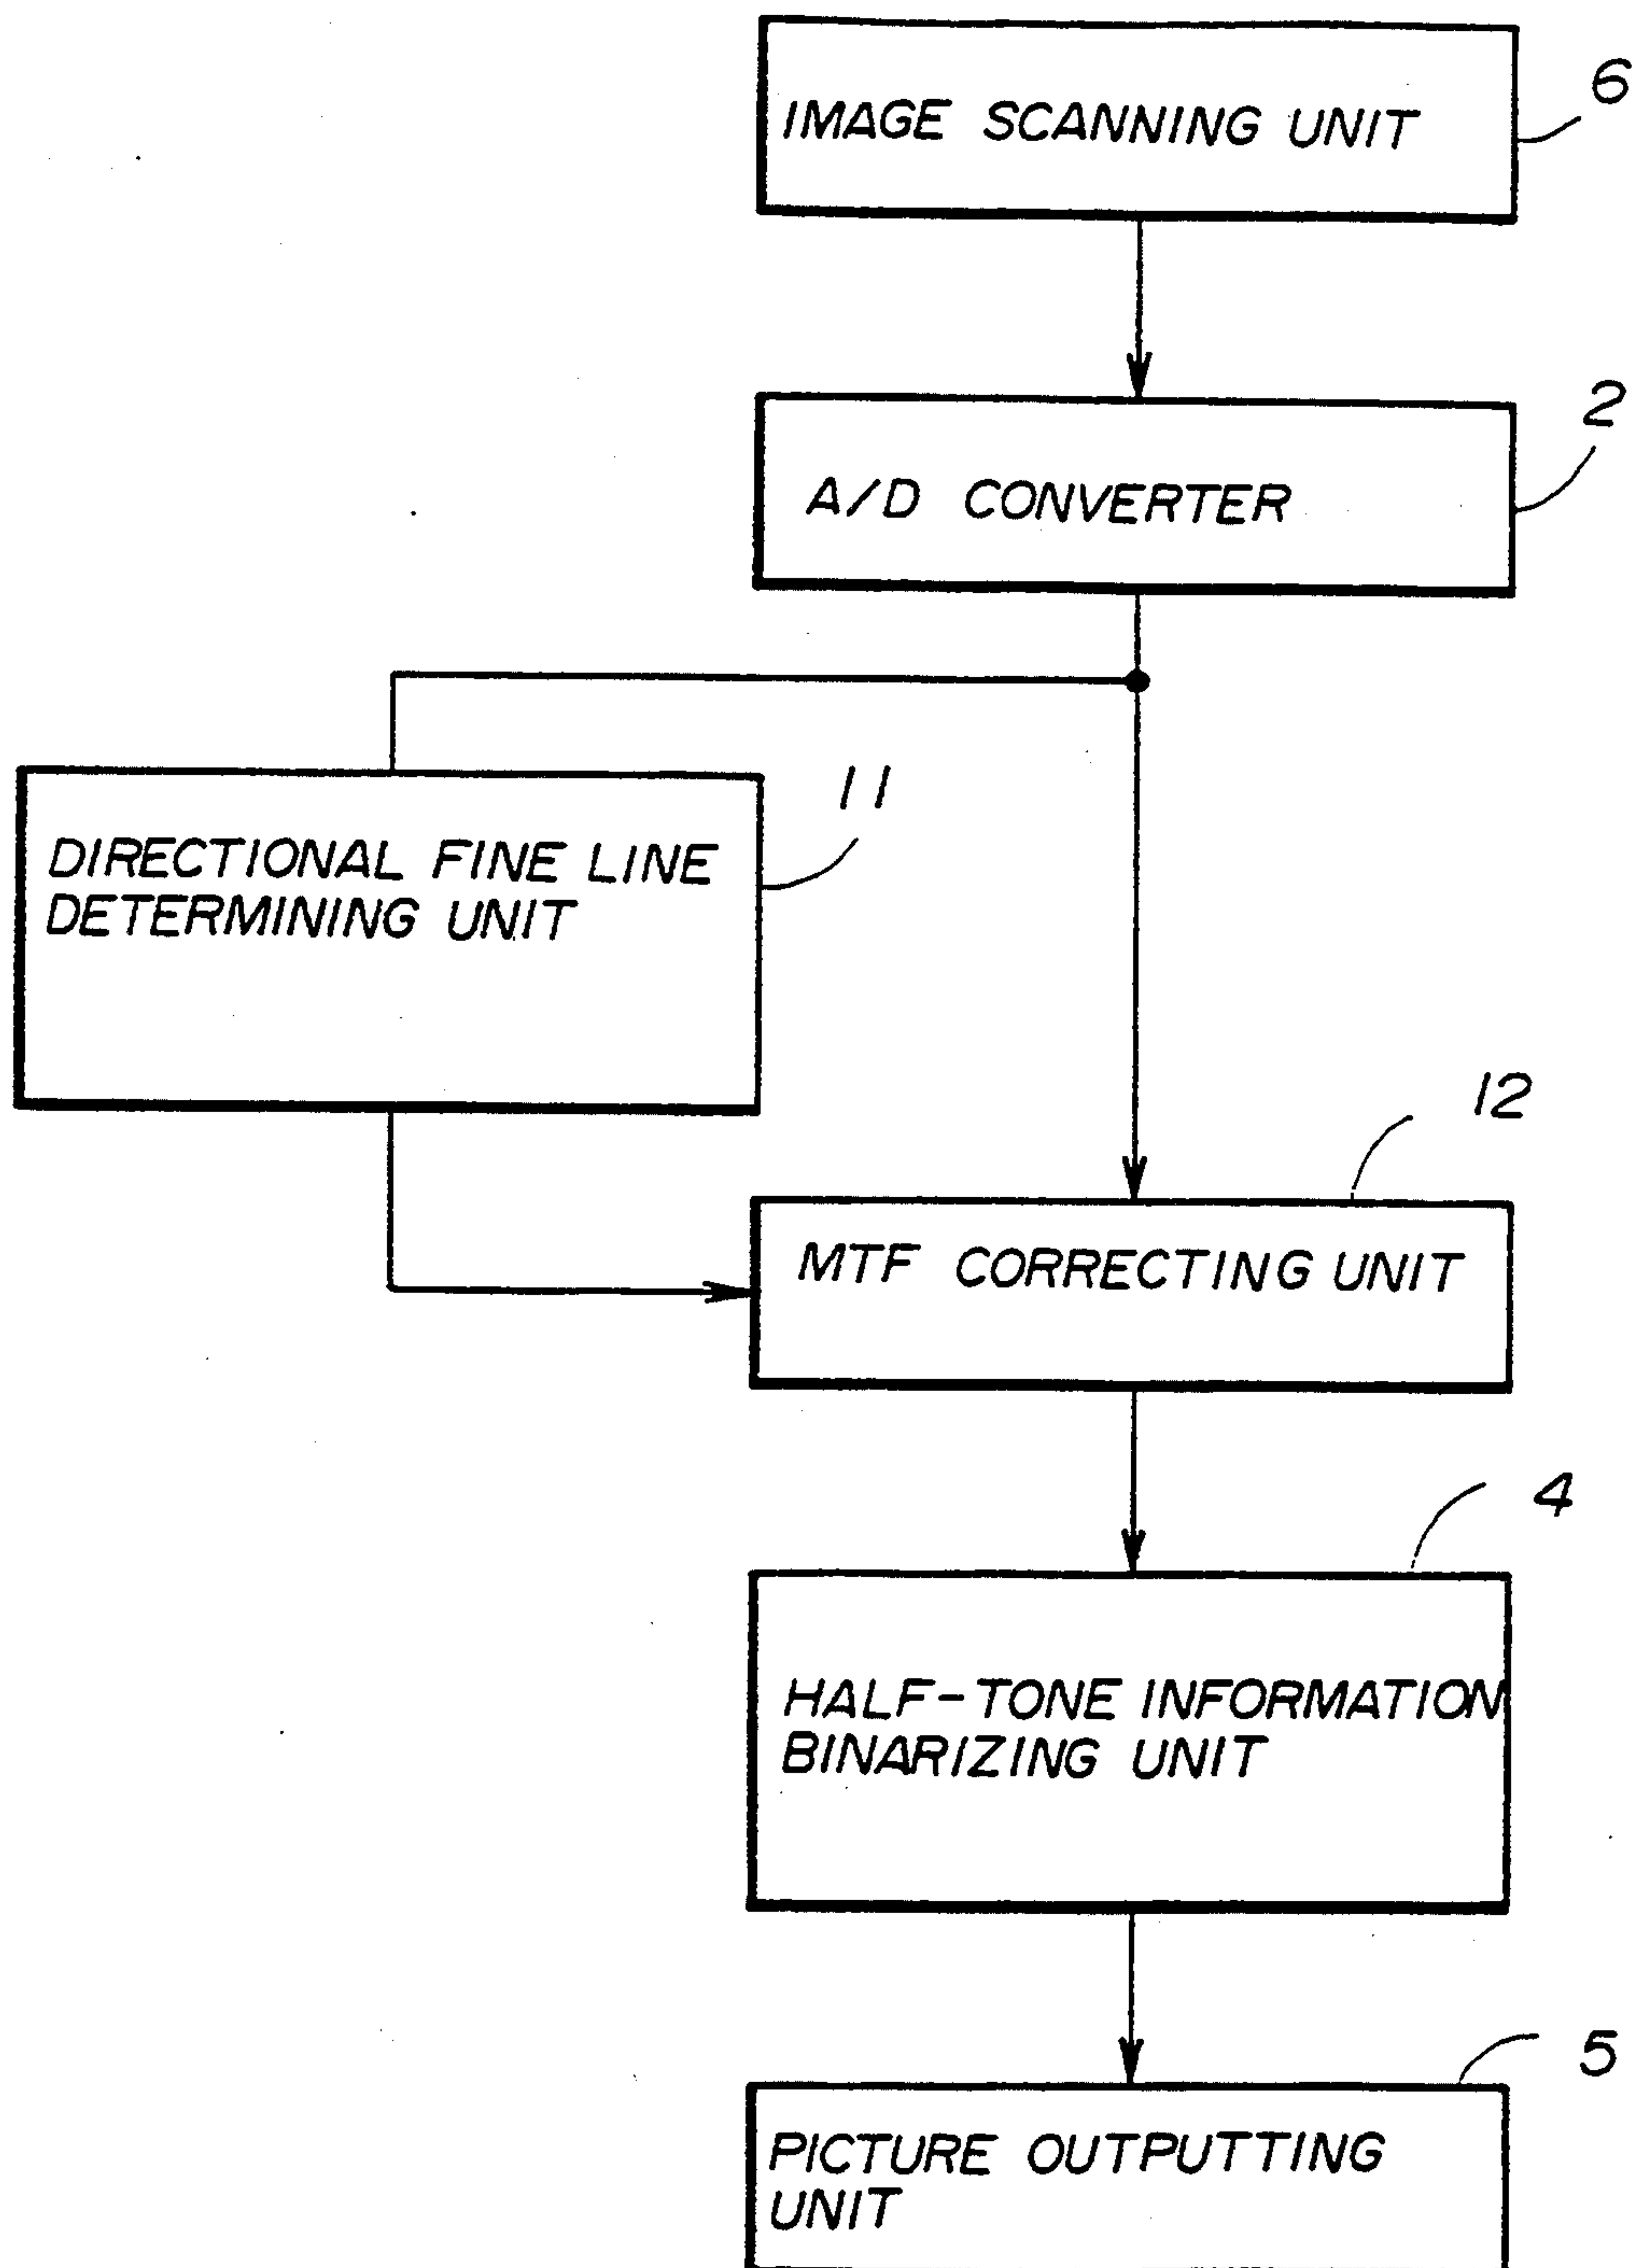 IMAGE SCANNING UNIT
6
A/D CONVERTER
2
DIRECTIONAL FINE LINE
DETERMINING UNIT
11
12
MTF CORRECTING UNIT
4
HALF-TONE INFORMATION
BINARIZING UNIT
5
PICTURE OUTPUTTING
UNIT